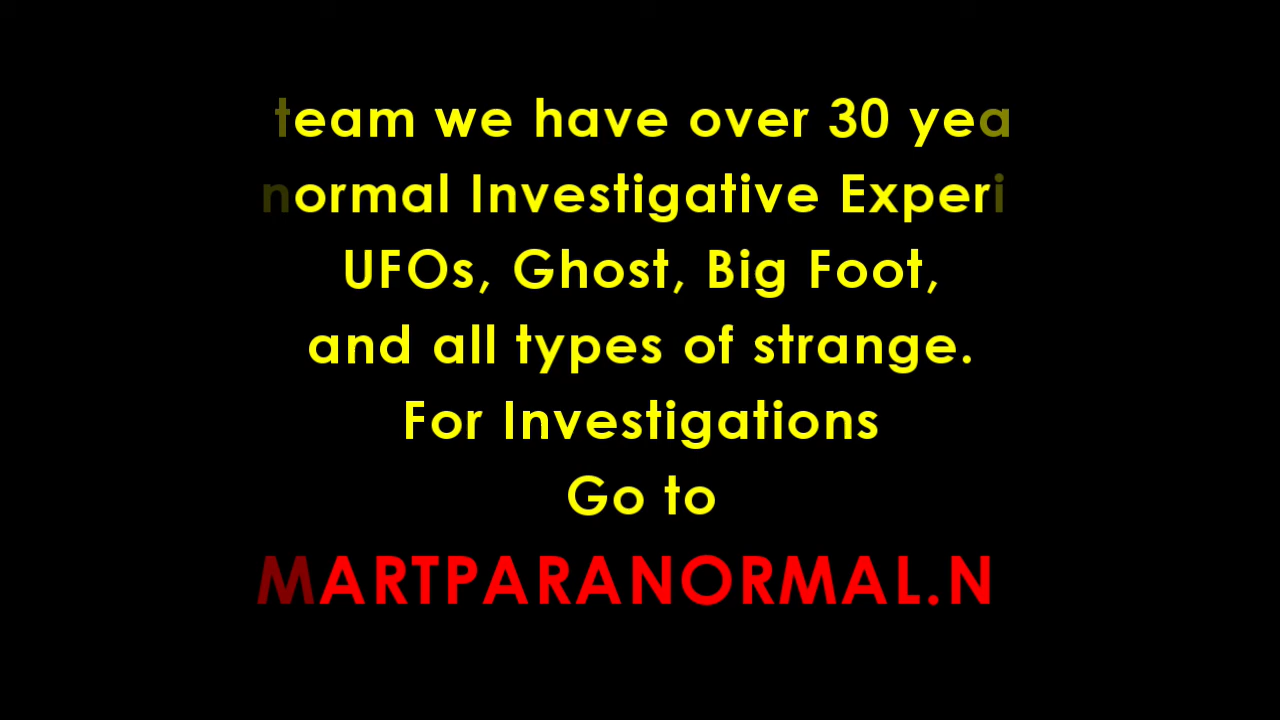 team we have over 30 yea
normal Investigative Experi
UFOs, Ghost, Big Foot,
and all types of strange.
For Investigations
Go to
MARTPARANORMAL.N